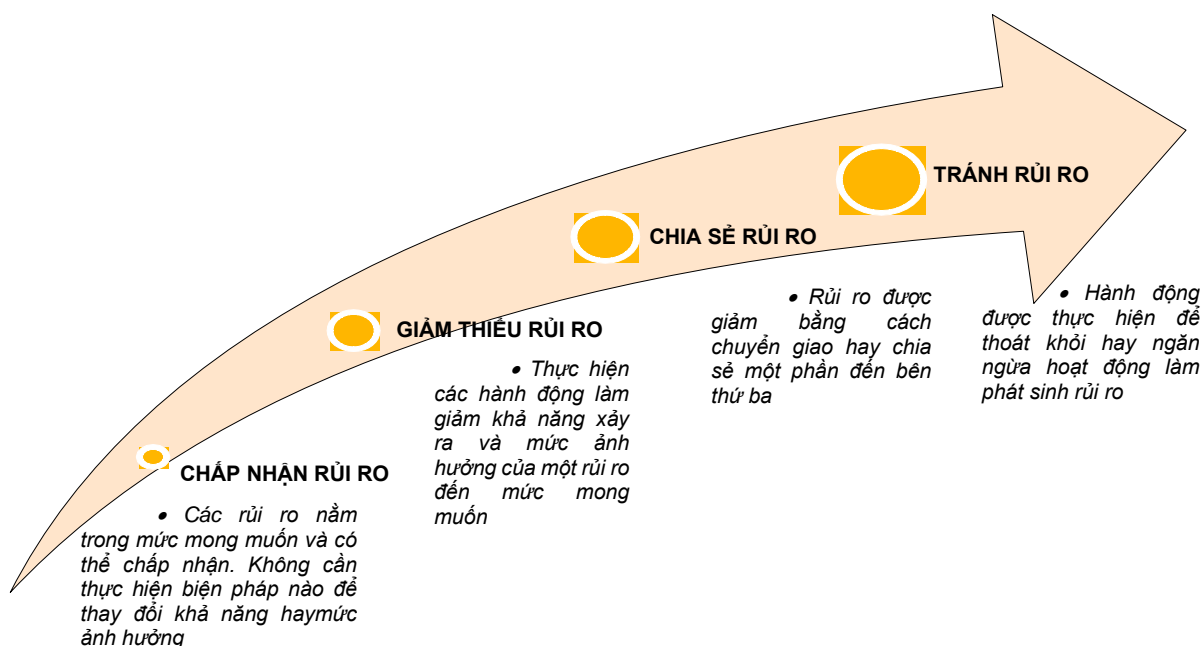 TRÁNH RỦI RO
CHIA SẺ RỦI RO
GIẢM THIỂU RỦI RO
CHẤP NHẬN RỦI RO
• Các rủi ro nằm
trong mức mong muốn và có
thể chấp nhận. Không cần
thực hiện biện pháp nào để
thay đổi khả năng haymức
ảnh hưởng
• Thực hiện
các hành động làm
giảm khả năng xảy
ra và mức ảnh
hưởng của một rủi ro
đến mức mong
muốn
• Rủi ro được
giảm bằng cách
chuyển giao hay chia
sẻ một phần đến bên
thứ ba
• Hành động
được thực hiện để
thoát khỏi hay ngăn
ngừa hoạt động làm
phát sinh rủi ro